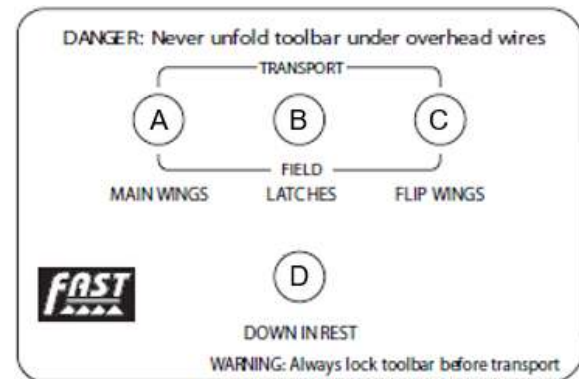 DANGER: Never unfold toolbar under overhead wires
TRANSPORT
A B C
FIELD
MAIN WINGS LATCHES FLIP WINGS
D
FAST
DOWN IN REST
WARNING: Always lock toolbar before transport